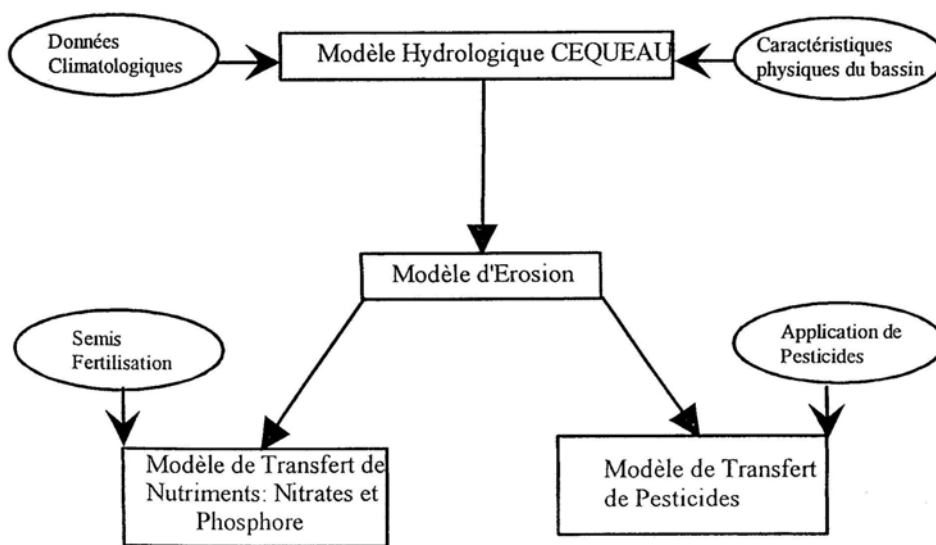 Données
Climatologiques
Modèle Hydrologique CEQUEAU
Caractéristiques
physiques du bassin
Modèle d'Erosion
Semis
Fertilisation
Application de
Pesticides
Modèle de Transfert de
Nutriments: Nitrates et
Phosphore
Modèle de Transfert
de Pesticides